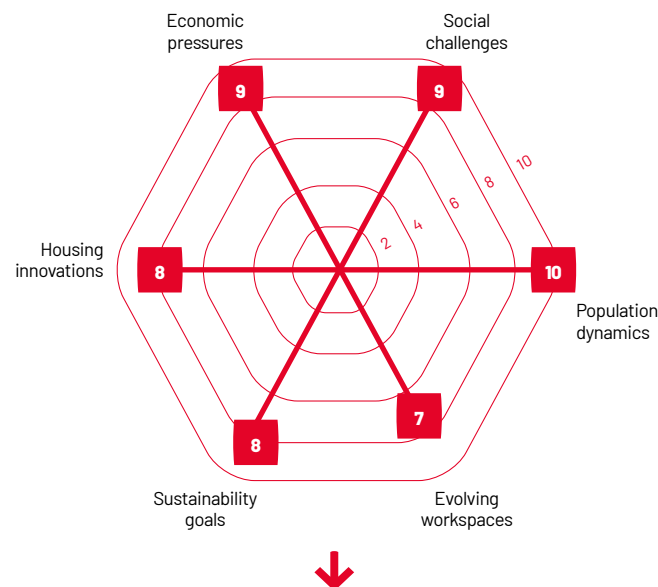 Economic
pressures
Social
challenges
9
9
10
8
6
4
2
Housing
innovations
8
10
Population
dynamics
7
8
Sustainability
goals
Evolving
workspaces